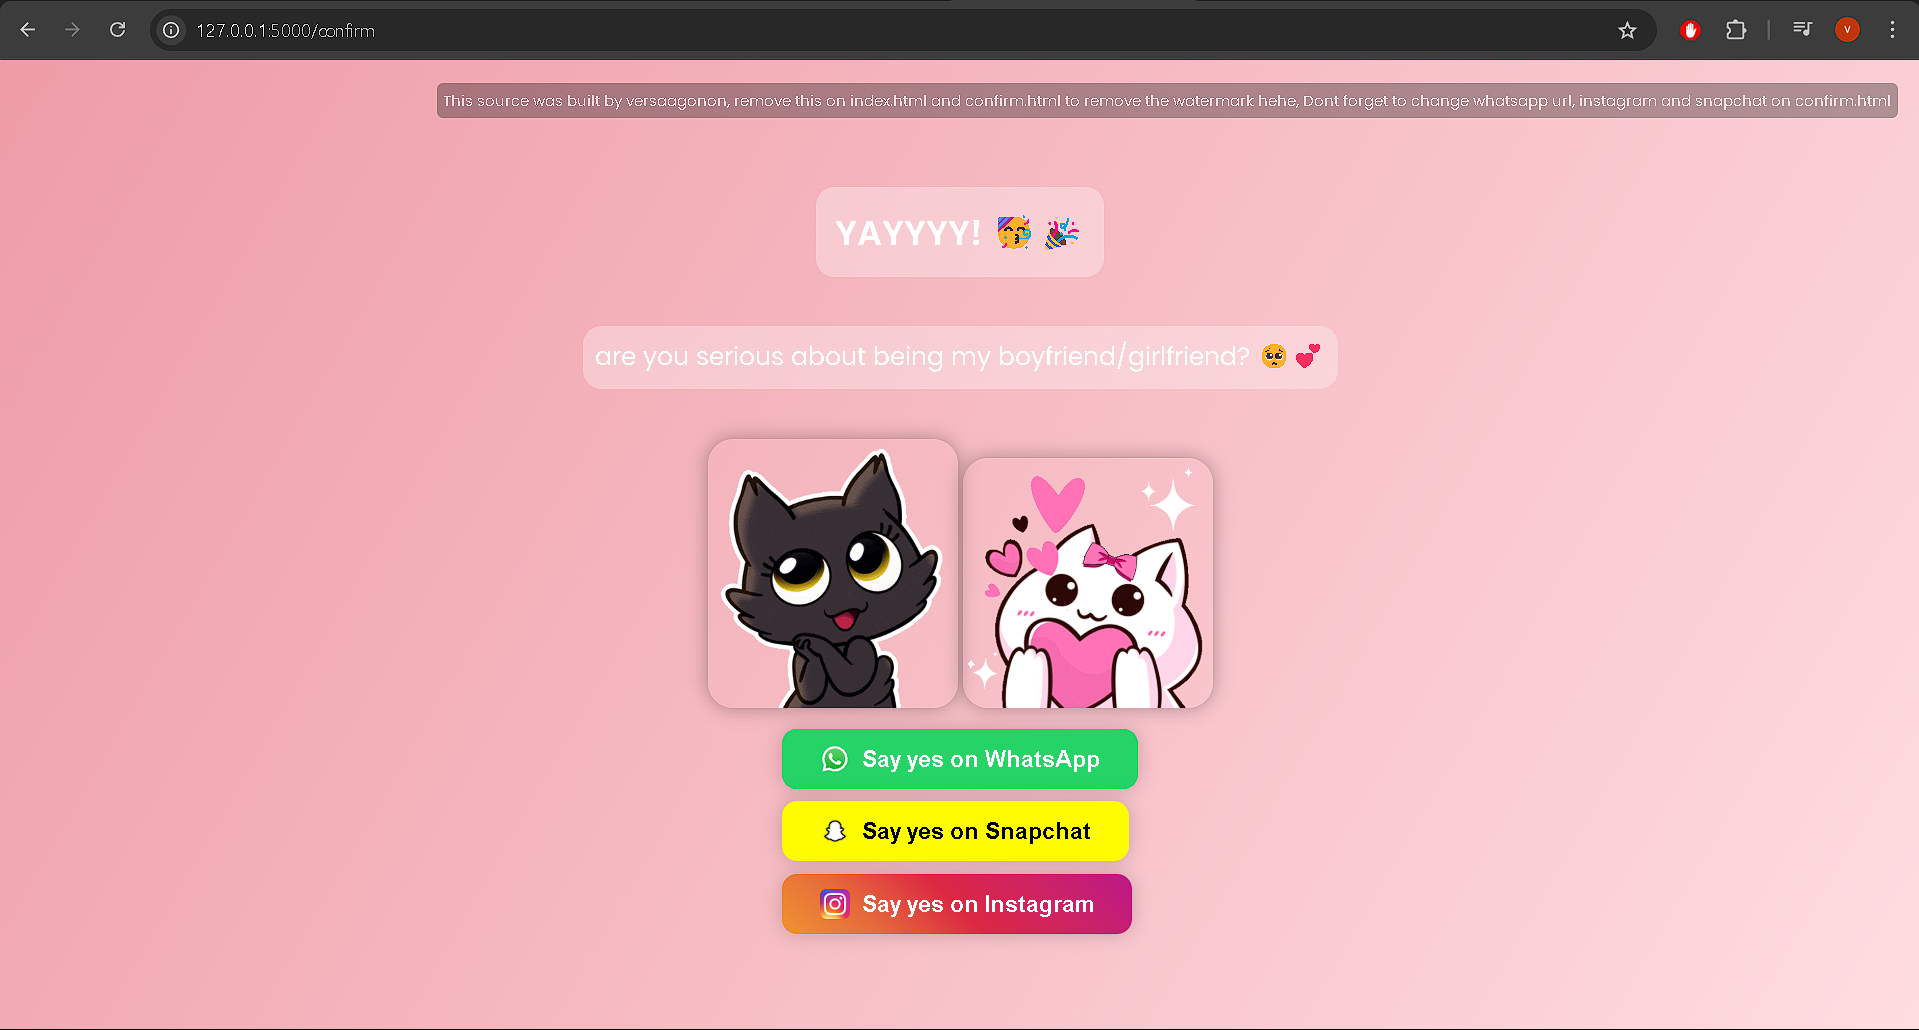 127.0.0.1:5000/confirm
V
This source was built by versaagonon, remove this on index.html and confirm.html to remove the watermark hehe, Dont forget to change whatsapp url, instagram and snapchat on confirm.html
YAYYYY! 🥳 🎉
are you serious about being my boyfriend/girlfriend? 🥺 💕
Say yes on WhatsApp
Say yes on Snapchat
Say yes on Instagram